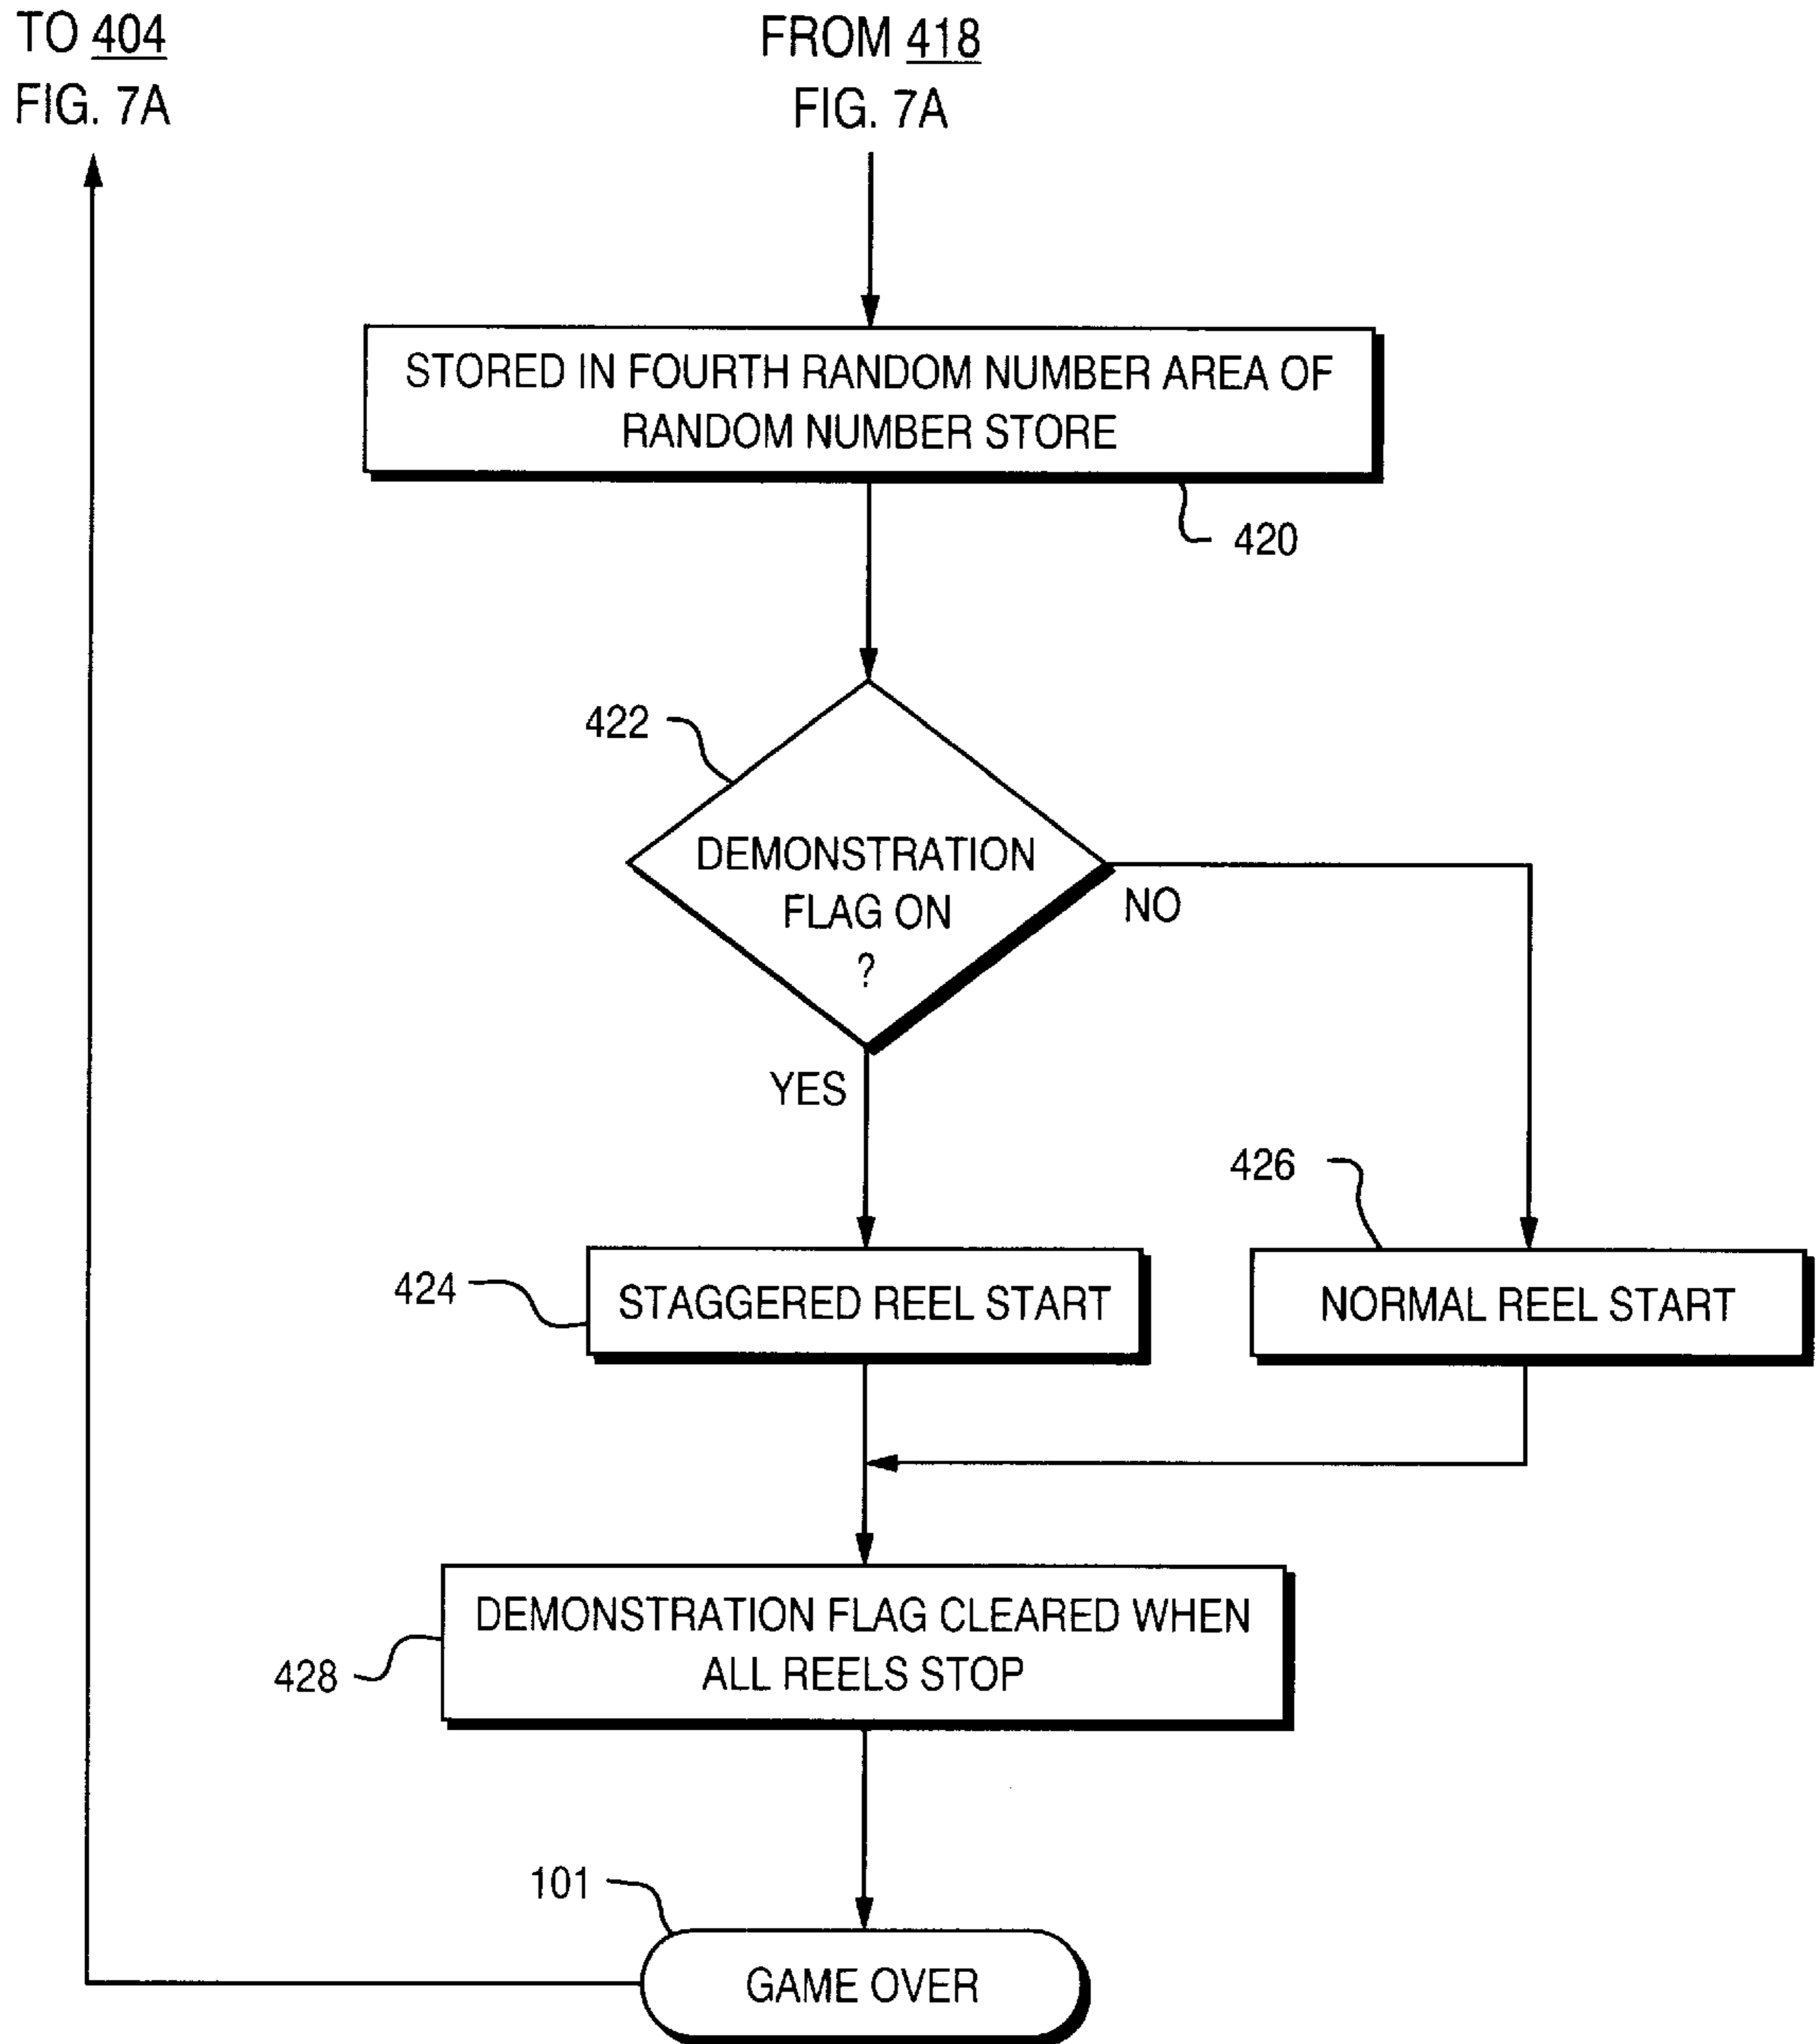 TO 404
FIG. 7A
FROM 418
FIG. 7A
STORED IN FOURTH RANDOM NUMBER AREA OF
RANDOM NUMBER STORE
420
422
DEMONSTRATION
FLAG ON
?
NO
YES
426
424
STAGGERED REEL START
NORMAL REEL START
DEMONSTRATION FLAG CLEARED WHEN
ALL REELS STOP
428
101
GAME OVER